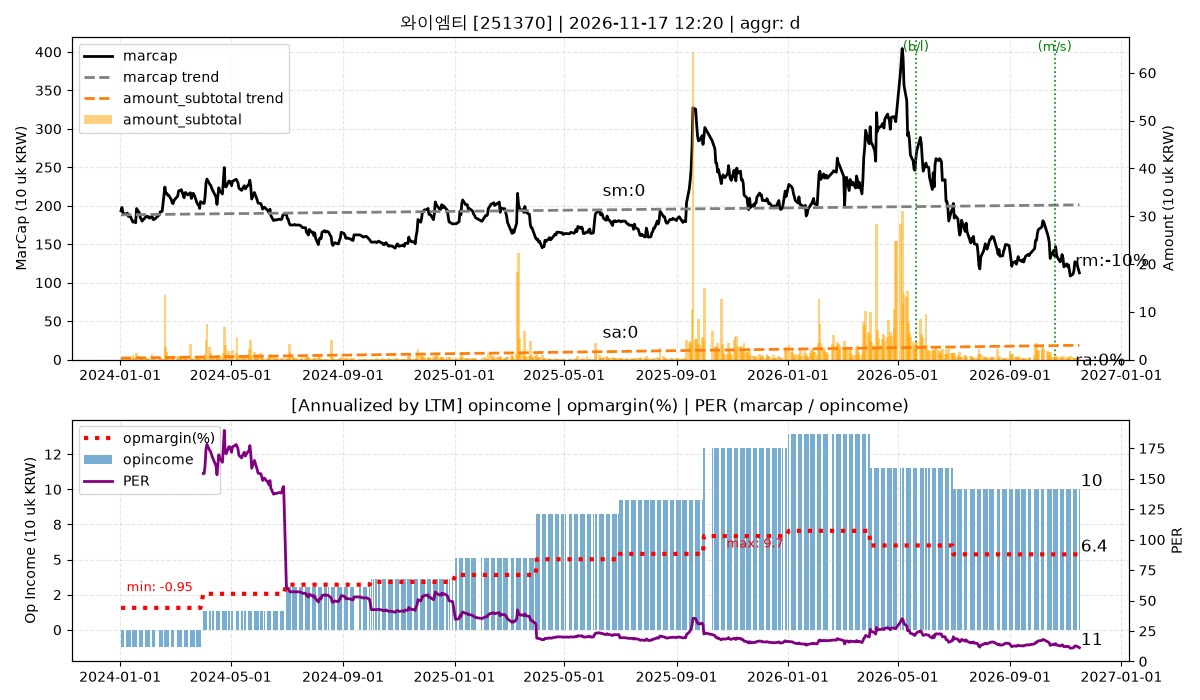 와이엠티 [251370] | 2026-11-17 12:20 | aggr: d
marcap
marcap trend
amount_subtotal trend
amount_subtotal
(b/l)
(m/s)
sm:0
sa:0
rm:-10%
ra:0%
MarCap (10 uk KRW)
400
350
300
250
200
150
100
50
0
Amount (10 uk KRW)
60
50
40
30
20
10
0
2024-01-01
2024-05-01
2024-09-01
2025-01-01
2025-05-01
2025-09-01
2026-01-01
2026-05-01
2026-09-01
2027-01-01
[Annualized by LTM] opincome | opmargin(%) | PER (marcap / opincome)
opmargin(%)
opincome
PER
min: -0.95
max: 9.7
10
6.4
11
Op Income (10 uk KRW)
12
10
8
5
2
0
PER
175
150
125
100
75
50
25
0
2024-01-01
2024-05-01
2024-09-01
2025-01-01
2025-05-01
2025-09-01
2026-01-01
2026-05-01
2026-09-01
2027-01-01